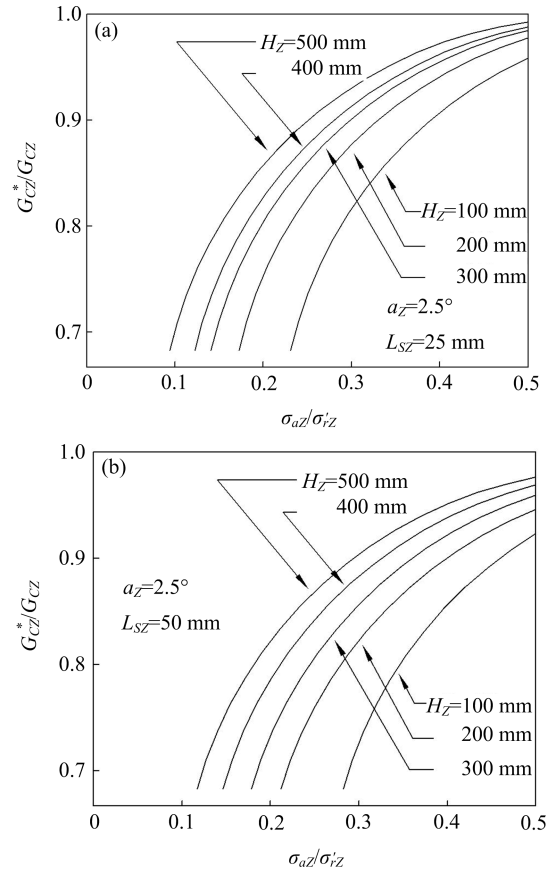 (a)
H_Z=500 mm
400 mm
H_Z=100 mm
200 mm
300 mm
a_Z=2.5°
L_SZ=25 mm
1.0
0.9
0.8
0.7
G*_CZ/G_CZ
0 0.1 0.2 0.3 0.4 0.5
σ_aZ/σ′_rZ
(b)
H_Z=500 mm
400 mm
a_Z=2.5°
L_SZ=50 mm
H_Z=100 mm
200 mm
300 mm
1.0
0.9
0.8
0.7
G*_CZ/G_CZ
0 0.1 0.2 0.3 0.4 0.5
σ_aZ/σ′_rZ